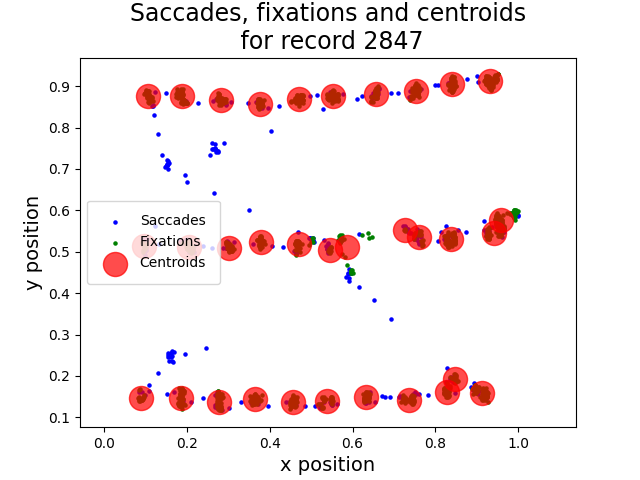 Saccades, fixations and centroids
for record 2847
y position
0.9
0.8
0.7
0.6
0.5
0.4
0.3
0.2
0.1
Saccades
Fixations
Centroids
0.0 0.2 0.4 0.6 0.8 1.0
x position